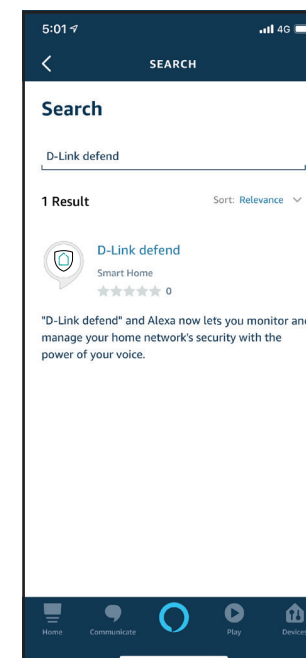 5:01 4G
SEARCH
Search
D-Link defend
1 Result Sort: Relevance
D-Link defend
Smart Home
0
"D-Link defend" and Alexa now lets you monitor and
manage your home network's security with the
power of your voice.
Home Communicate Play Devices